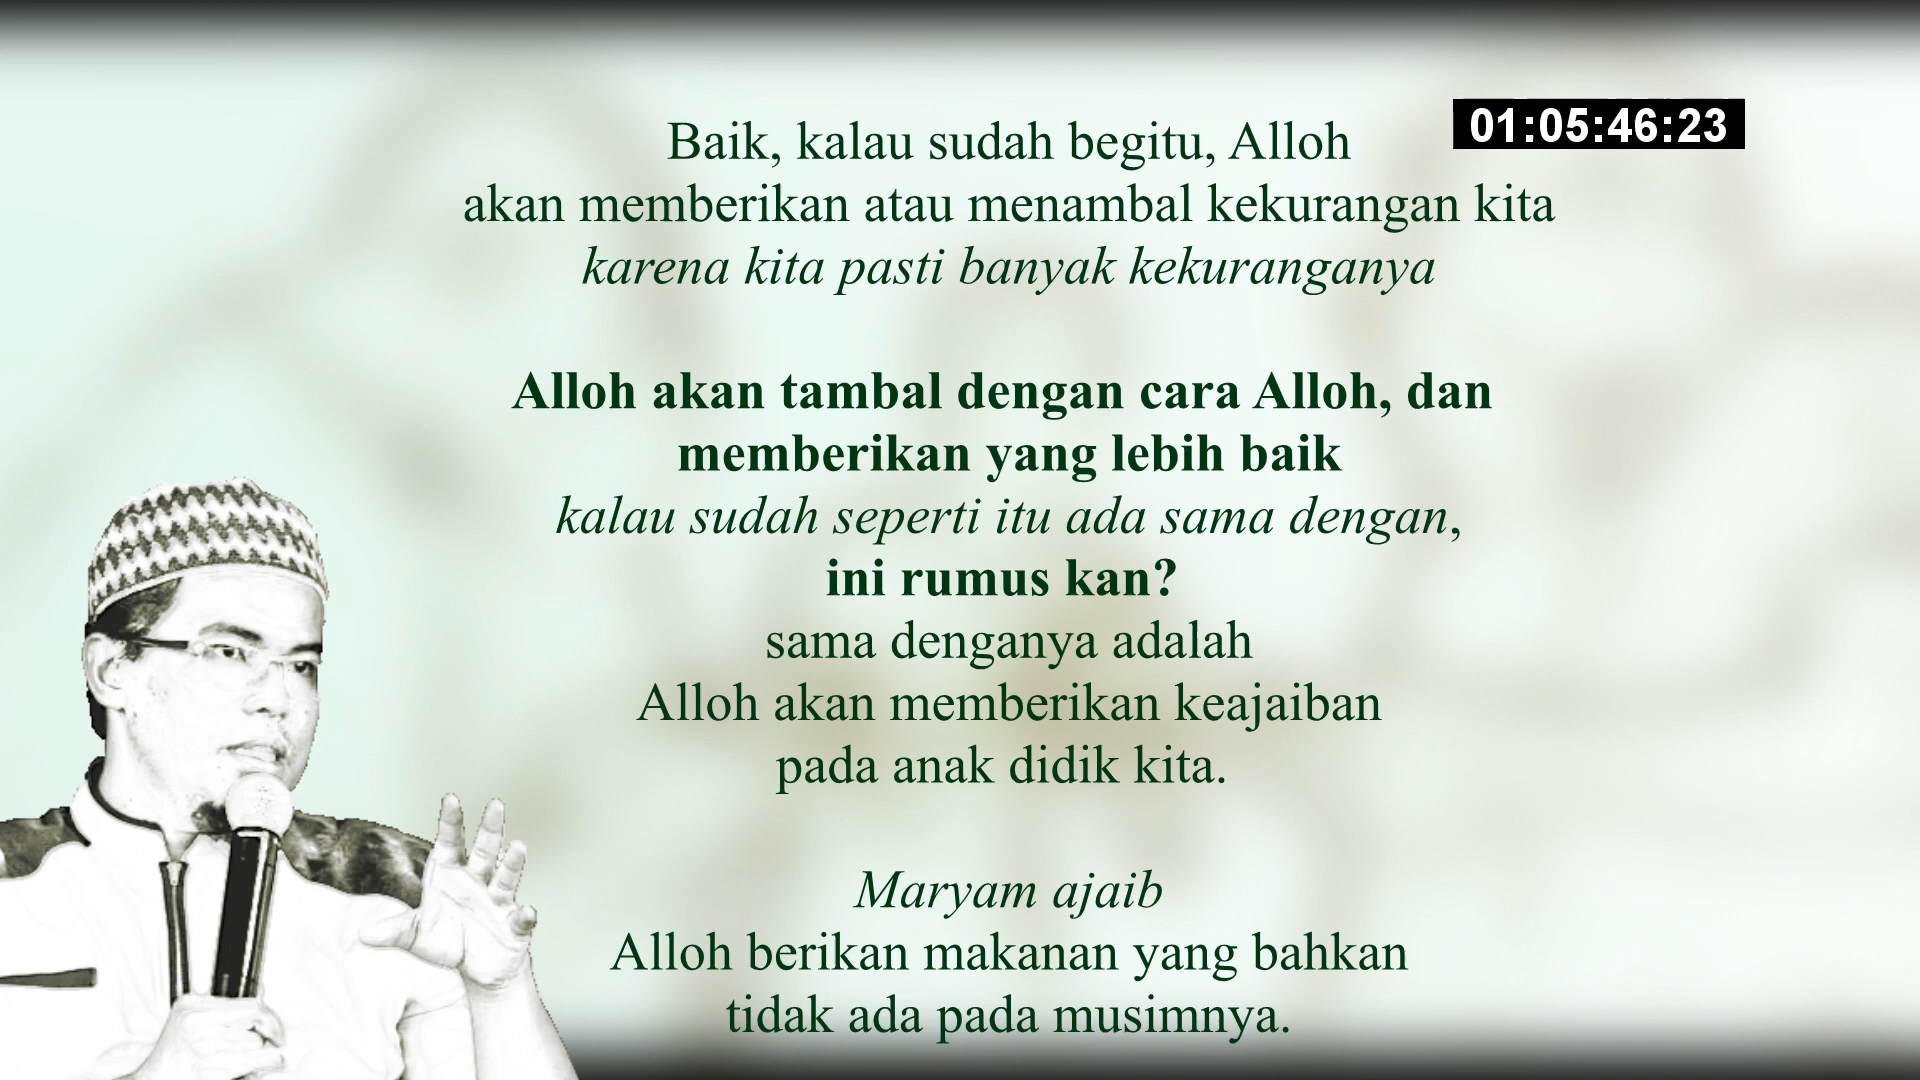 01:05:46:23
Baik, kalau sudah begitu, Alloh
akan memberikan atau menambal kekurangan kita
karena kita pasti banyak kekuranganya
Alloh akan tambal dengan cara Alloh, dan
memberikan yang lebih baik
kalau sudah seperti itu ada sama dengan,
ini rumus kan?
sama denganya adalah
Alloh akan memberikan keajaiban
pada anak didik kita.
Maryam ajaib
Alloh berikan makanan yang bahkan
tidak ada pada musimnya.